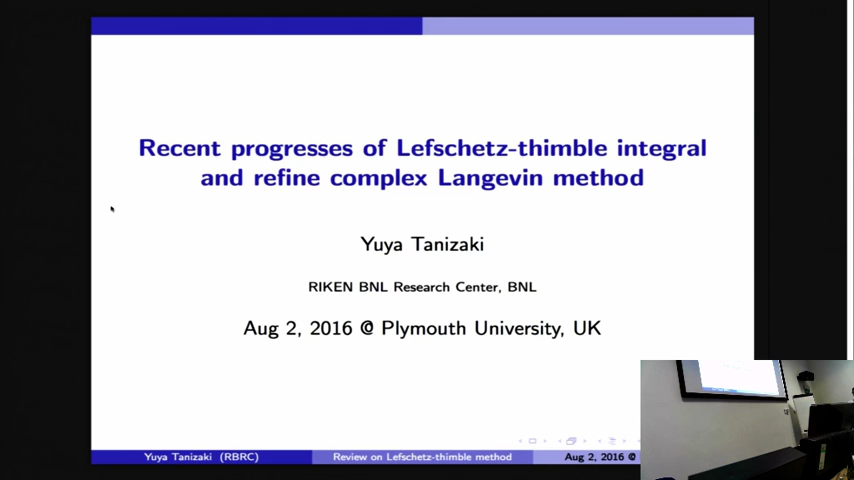 Recent progresses of Lefschetz-thimble integral
and refine complex Langevin method
Yuya Tanizaki
RIKEN BNL Research Center, BNL
Aug 2, 2016 @ Plymouth University, UK
Yuya Tanizaki (RBRC) Review on Lefschetz-thimble method Aug 2, 2016 @